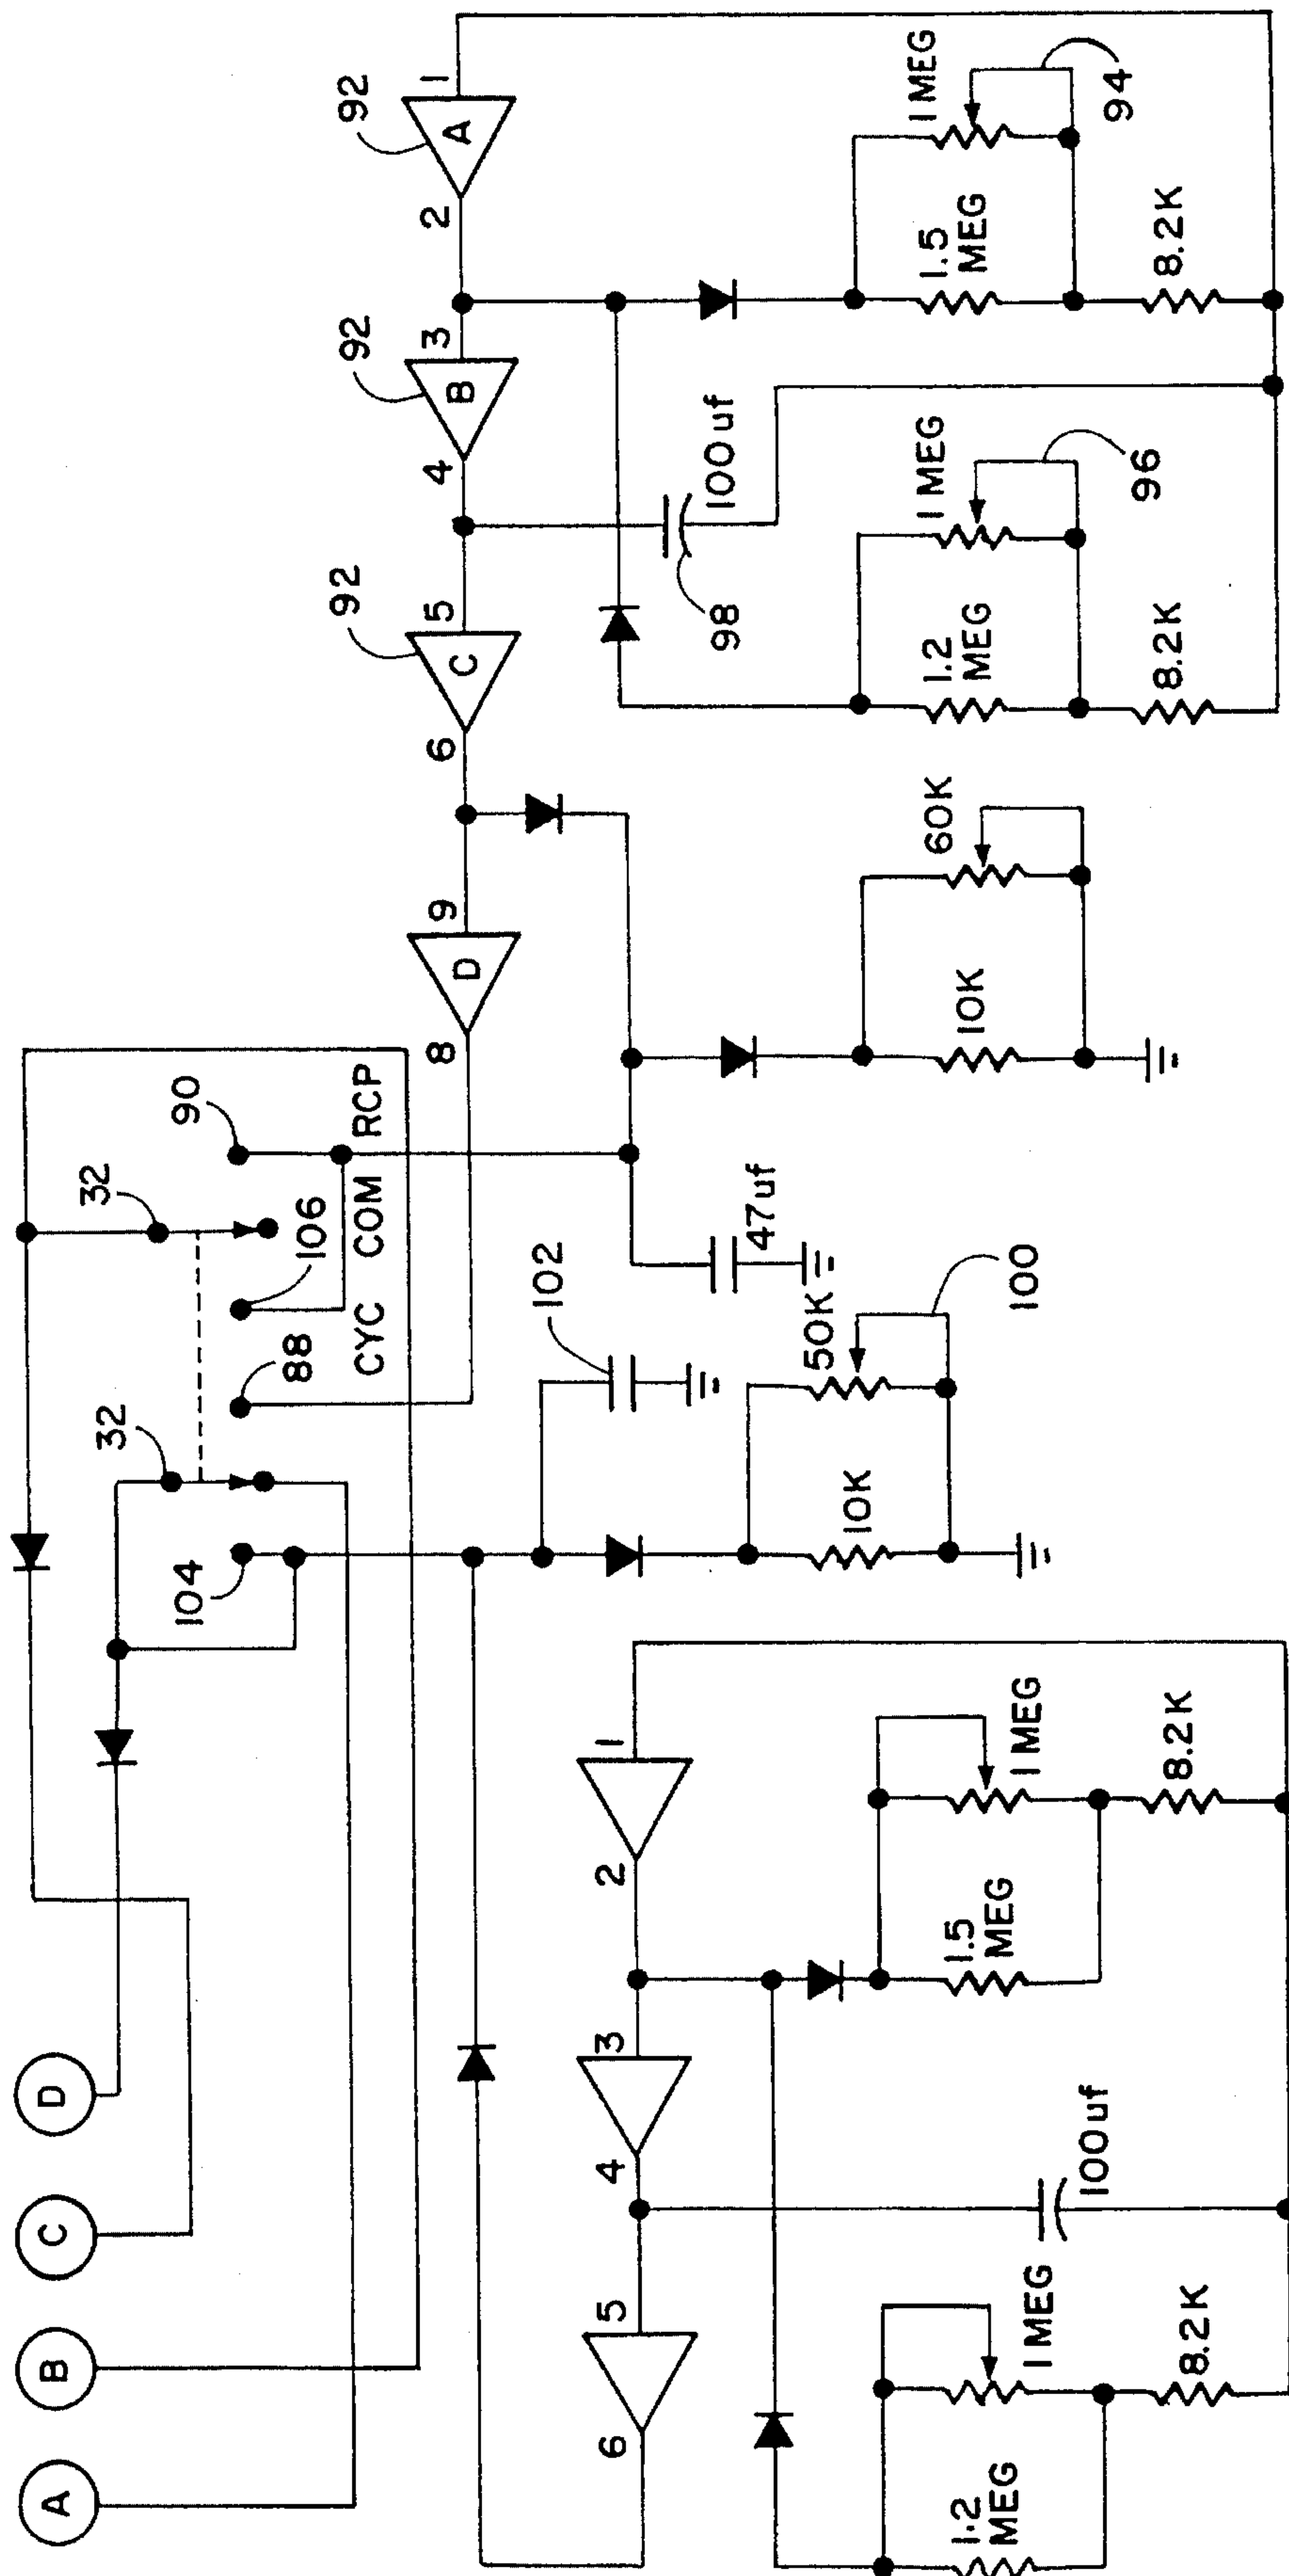 A
B
C
D
104
32
32
90
88
106
CYC COM RCP
92
92
92
8
D
9
6
C
5
4
B
3
2
A
1
102
6
5
4
3
2
1
47uf
98
100uf
50K
10K
100
60K
10K
1.2
MEG
1 MEG
96
8.2K
1.5
MEG
1 MEG
94
8.2K
1.2
MEG
1 MEG
8.2K
100uf
1.5
MEG
1 MEG
8.2K